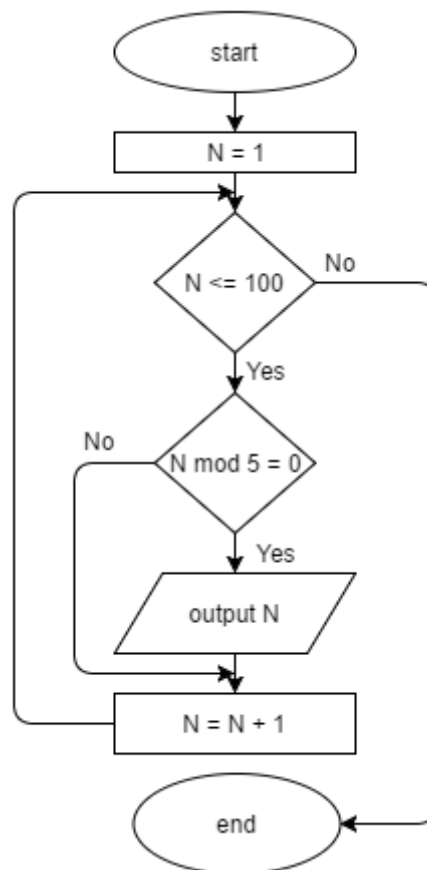 start
N = 1
N <= 100
No
Yes
No
N mod 5 = 0
Yes
output N
N = N + 1
end